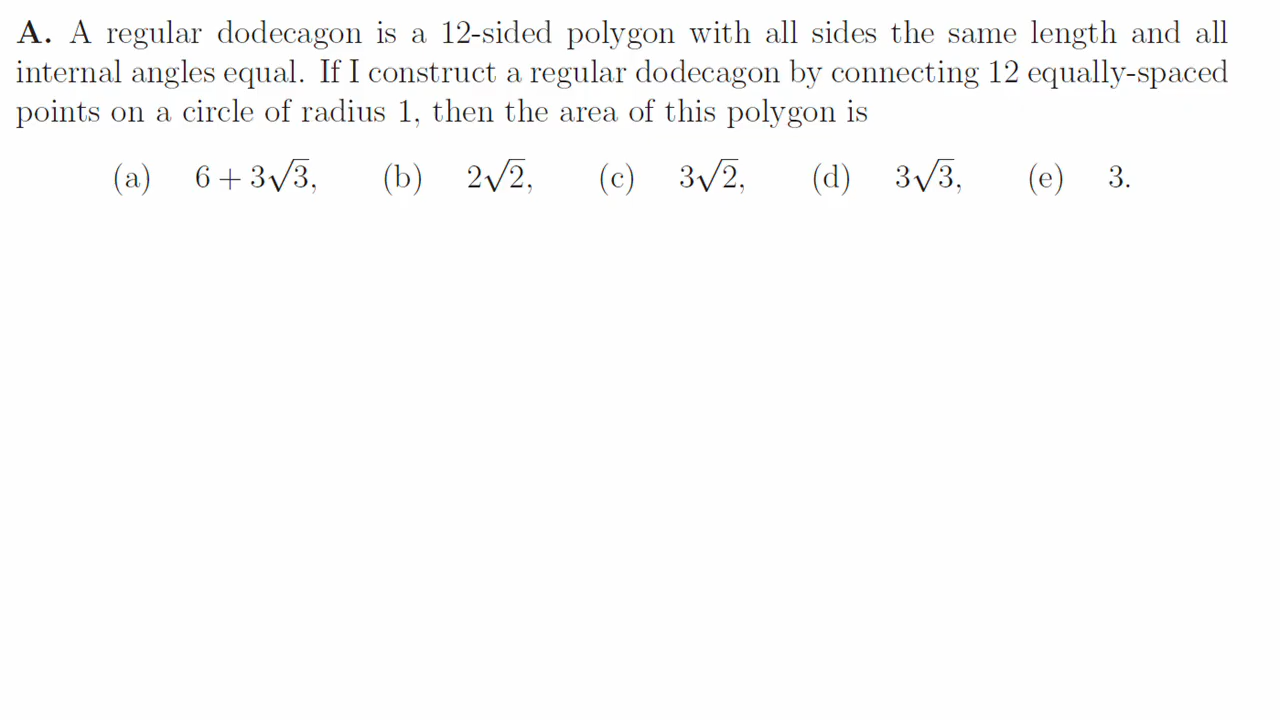 A. A regular dodecagon is a 12-sided polygon with all sides the same length and all
internal angles equal. If I construct a regular dodecagon by connecting 12 equally-spaced
points on a circle of radius 1, then the area of this polygon is
(a) 6 + 3√3, (b) 2√2, (c) 3√2, (d) 3√3, (e) 3.